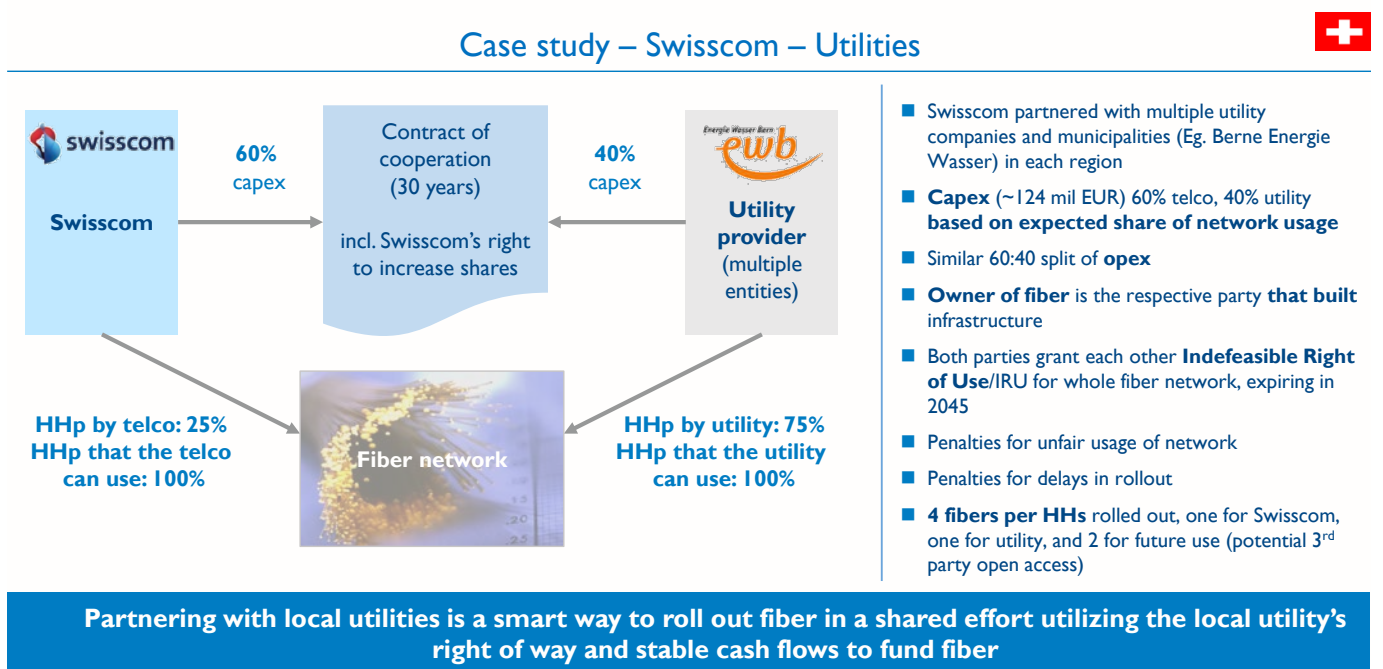 Case study – Swisscom – Utilities
swisscom
Swisscom
60%
capex
Contract of
cooperation
(30 years)
incl. Swisscom's right
to increase shares
40%
capex
Energie Wasser Bern
ewb
Utility
provider
(multiple
entities)
HHp by telco: 25%
HHp that the telco
can use: 100%
Fiber network
HHp by utility: 75%
HHp that the utility
can use: 100%
Swisscom partnered with multiple utility
companies and municipalities (Eg. Berne Energie
Wasser) in each region
Capex (~124 mil EUR) 60% telco, 40% utility
based on expected share of network usage
Similar 60:40 split of opex
Owner of fiber is the respective party that built
infrastructure
Both parties grant each other Indefeasible Right
of Use/IRU for whole fiber network, expiring in
2045
Penalties for unfair usage of network
Penalties for delays in rollout
4 fibers per HHs rolled out, one for Swisscom,
one for utility, and 2 for future use (potential 3rd
party open access)
Partnering with local utilities is a smart way to roll out fiber in a shared effort utilizing the local utility's
right of way and stable cash flows to fund fiber